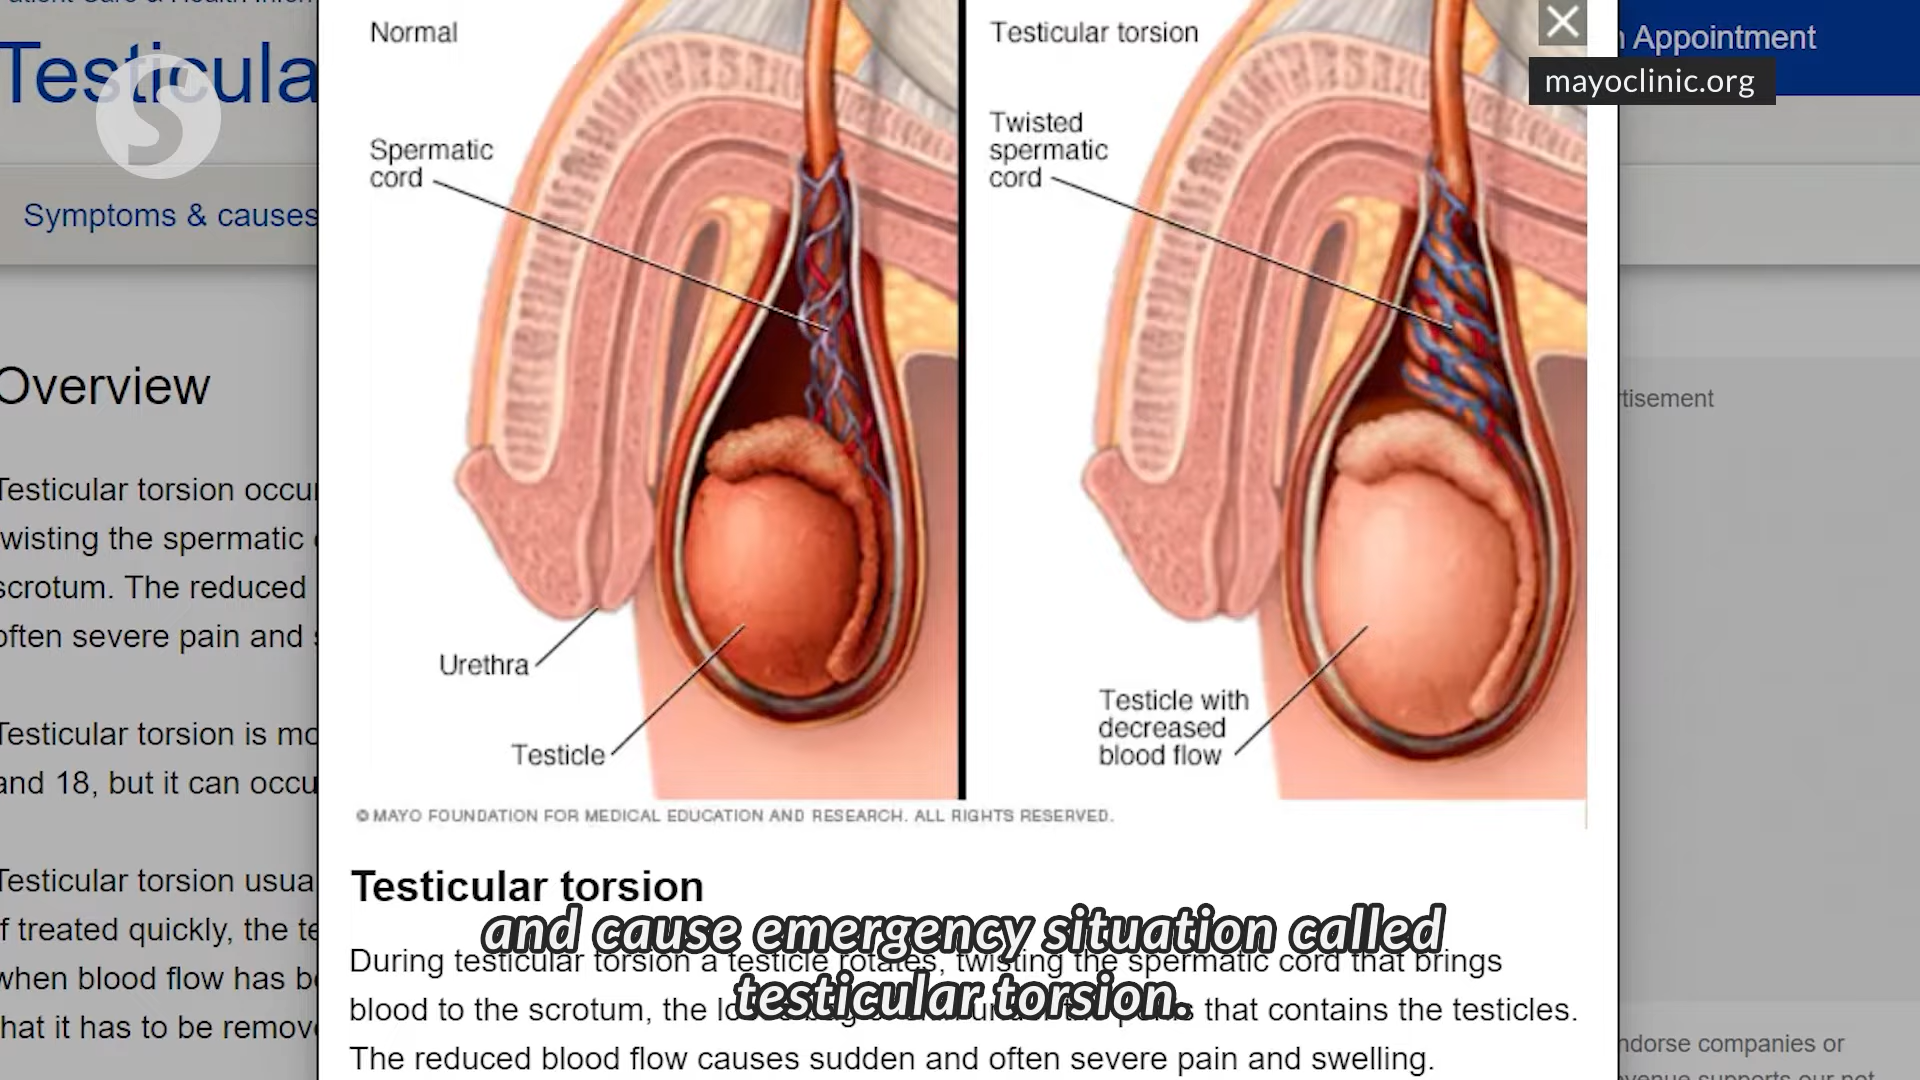 Testicula
S
Symptoms & causes
Overview
Testicular torsion occu
twisting the spermatic
scrotum. The reduced
often severe pain and
Testicular torsion is mo
and 18, but it can occu
Testicular torsion usua
f treated quickly, the te
when blood flow has be
that it has to be remov
Normal
Spermatic
cord
Urethra
Testicle
Testicular torsion
Twisted
spermatic
cord
Testicle with
decreased
blood flow
© MAYO FOUNDATION FOR MEDICAL EDUCATION AND RESEARCH. ALL RIGHTS RESERVED.
Testicular torsion
During testicular torsion a testicle rotates, twisting the spermatic cord that brings
blood to the scrotum, the that contains the testicles.
The reduced blood flow causes sudden and often severe pain and swelling.
and cause emergency situation called
testicular torsion.
Appointment
mayoclinic.org
rtisement
ndorse companies or